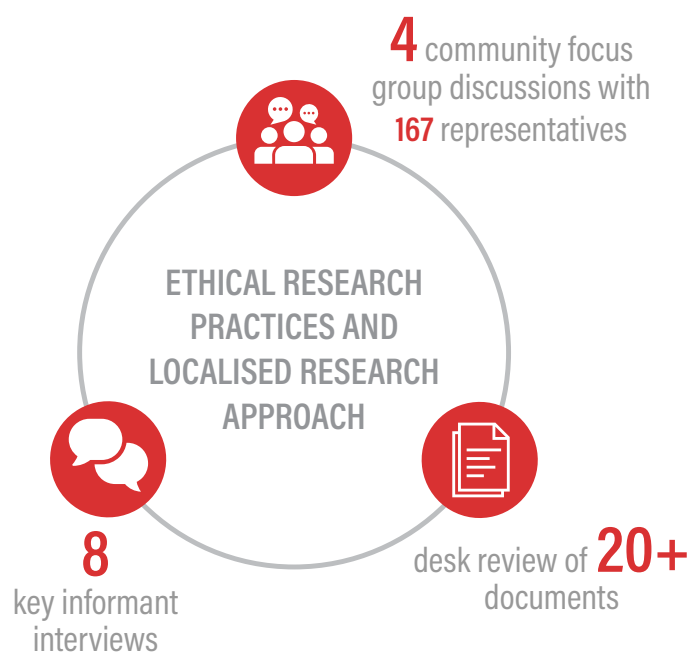 4 community focus
group discussions with
167 representatives
ETHICAL RESEARCH
PRACTICES AND
LOCALISED RESEARCH
APPROACH
8
key informant
interviews
desk review of 20+
documents